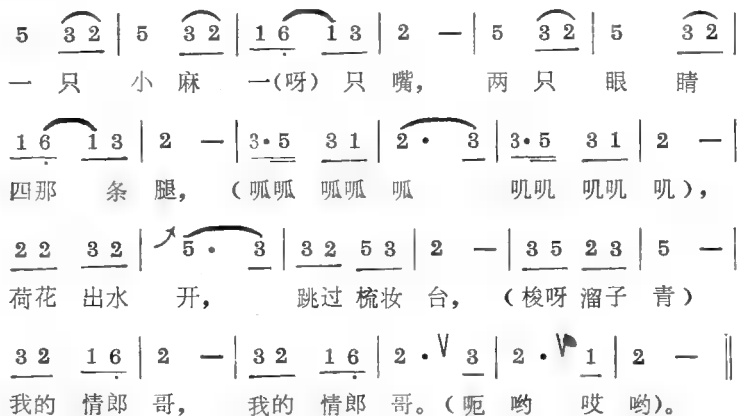 5 3 2 | 5 3 2 | 1 6 1 3 | 2 — | 5 3 2 | 5 3 2 |
一 只 小 麻 一(呀) 只 嘴, 两 只 眼 睛
1 6 1 3 | 2 — | 3·5 3 1 | 2 · 3 | 3·5 3 1 | 2 — |
四那 条 腿, (呱呱 呱呱 呱 叽叽 叽叽 叽),
2 2 3 2 | 5 · 3 | 3 2 5 3 | 2 — | 3 5 2 3 | 5 — |
荷花 出水 开, 跳过 梳妆 台, (梭呀 溜子 青)
3 2 1 6 | 2 — | 3 2 1 6 | 2 · V 3 | 2 · V 1 | 2 — ‖
我的 情郎 哥, 我的 情郎 哥。(呃 哟 哎 哟)。